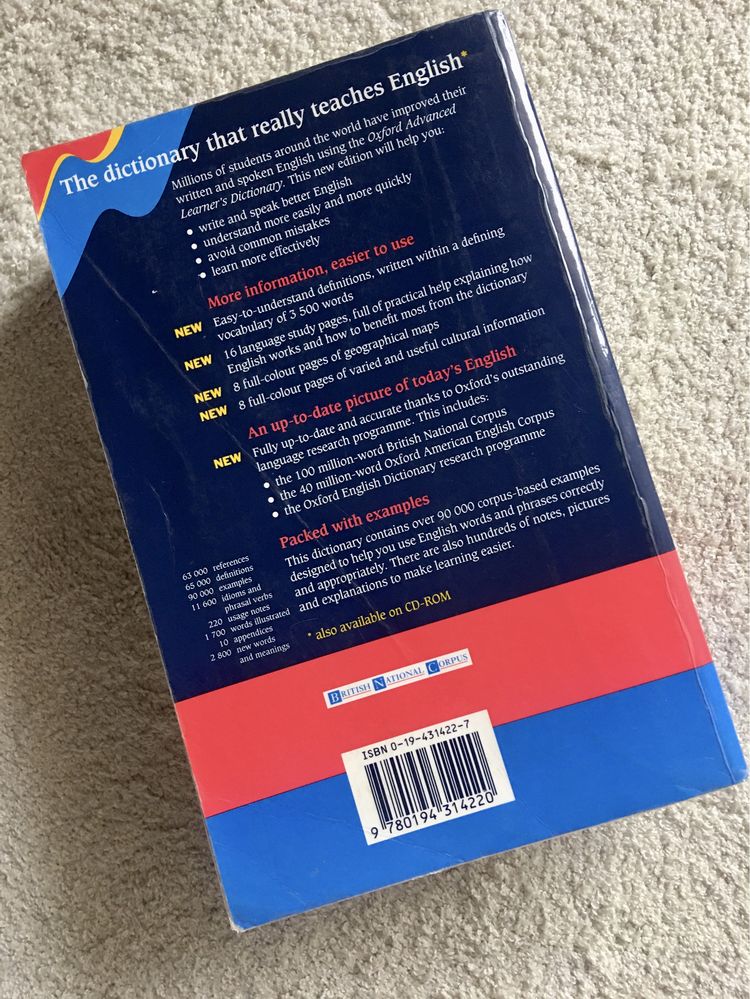 The dictionary that really teaches English*
Millions of students around the world have improved their
written and spoken English using the Oxford Advanced
Learner's Dictionary. This new edition will help you:
• write and speak better English
• understand more easily and more quickly
• avoid common mistakes
• learn more effectively
More information, easier to use
NEW Easy-to-understand definitions, written within a defining
vocabulary of 3 500 words
NEW 16 language study pages, full of practical help explaining how
English works and how to benefit most from the dictionary
NEW 8 full-colour pages of geographical maps
NEW 8 full-colour pages of varied and useful cultural information
An up-to-date picture of today's English
NEW Fully up-to-date and accurate thanks to Oxford's outstanding
language research programme. This includes:
• the 100 million-word British National Corpus
• the 40 million-word Oxford American English Corpus
• the Oxford English Dictionary research programme
Packed with examples
This dictionary contains over 90 000 corpus-based examples
designed to help you use English words and phrases correctly
and appropriately. There are also hundreds of notes, pictures
and explanations to make learning easier.
* also available on CD-ROM
63 000 references
65 000 definitions
90 000 examples
11 600 idioms and
phrasal verbs
220 usage notes
1 700 words illustrated
10 appendices
2 800 new words
and meanings
BRITISH NATIONAL CORPUS
ISBN 0-19-431422-7
9 780194 314220